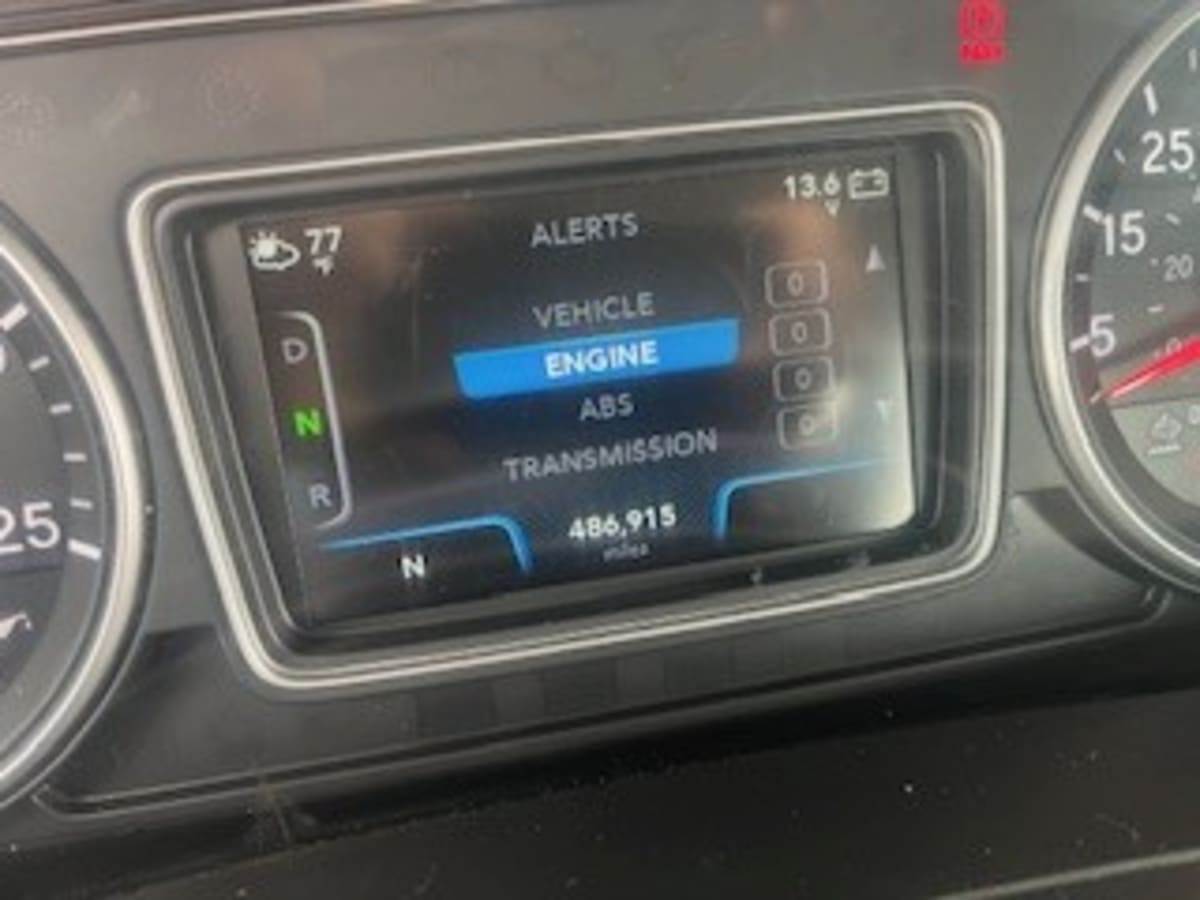 77
°F
13.6
V
ALERTS
VEHICLE 0
ENGINE 0
ABS 0
TRANSMISSION 0
D
N
R
N
486,915
miles
25
25
15
20
5
0